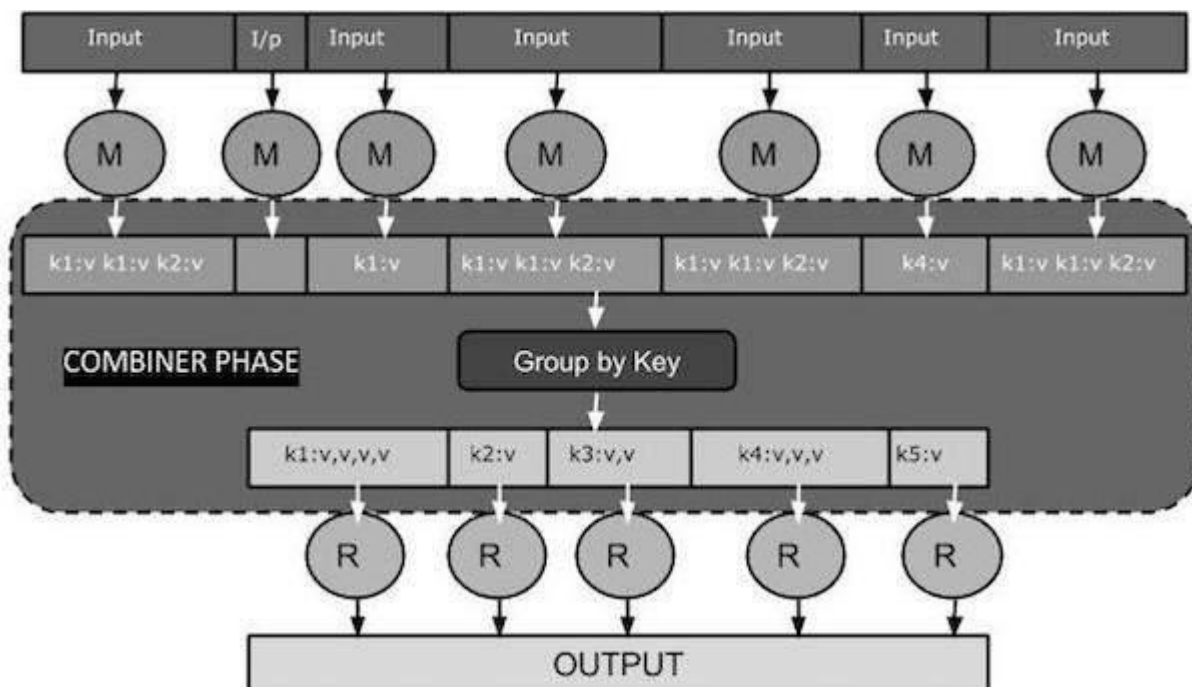 Input I/p Input Input Input Input Input
M M M M M M M
k1:v k1:v k2:v k1:v k1:v k1:v k2:v k1:v k1:v k2:v k4:v k1:v k1:v k2:v
Group by Key
COMBINER PHASE
k1:v,v,v,v k2:v k3:v,v k4:v,v,v k5:v
R R R R R
OUTPUT